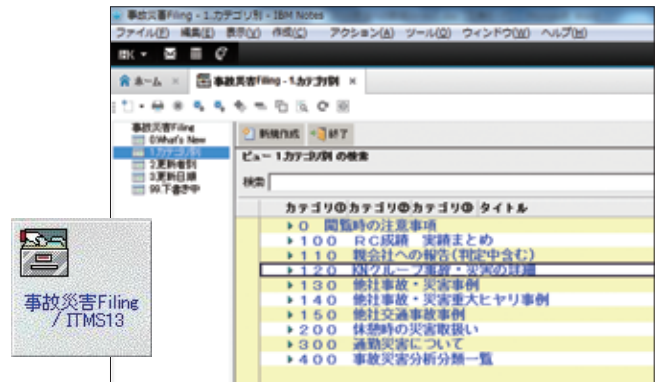 事故災害Filing - 1.カテゴリ別 - IBM Notes
ファイル(F) 編集(E) 表示(V) 作成(C) アクション(A) ツール(O) ウィンドウ(W) ヘルプ(H)
開く
ホーム
事故災害Filing - 1.カテゴリ別
事故災害Filing
0.What's New
1.カテゴリ別
2.更新者別
3.更新日順
99.下書き中
新規作成 終了
ビュー 1.カテゴリ別 の検索
検索
カテゴリ① カテゴリ② カテゴリ③ タイトル
0 閲覧時の注意事項
100 RC成績 実績まとめ
110 親会社への報告(判定中含む)
120 KNグループ事故・災害の詳細
130 他社事故・災害事例
140 他社事故・災害重大ヒヤリ事例
150 他社交通事故事例
200 休憩時の災害取扱い
300 通勤災害について
400 事故災害分析分類一覧
事故災害Filing
/ ITMS13